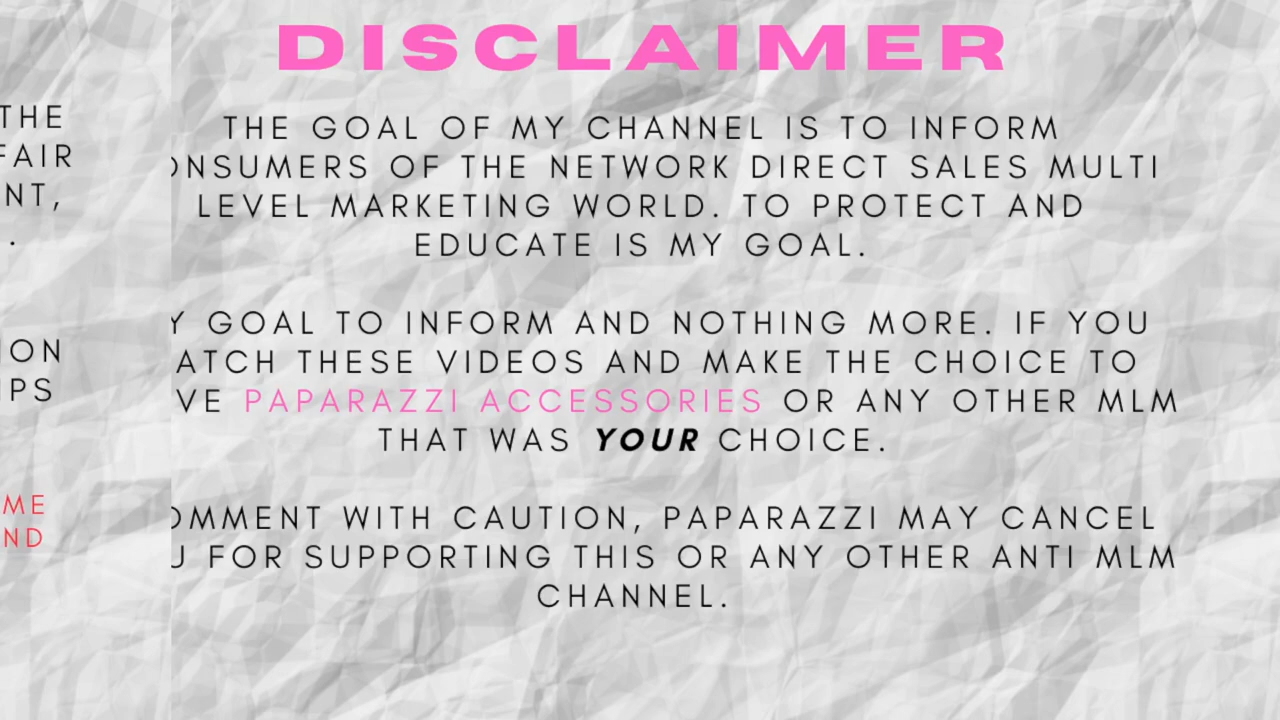 THE
FAIR
NT,
.
ION
IPS
ME
ND
DISCLAIMER
THE GOAL OF MY CHANNEL IS TO INFORM
ONSUMERS OF THE NETWORK DIRECT SALES MULTI
LEVEL MARKETING WORLD. TO PROTECT AND
EDUCATE IS MY GOAL.
Y GOAL TO INFORM AND NOTHING MORE. IF YOU
ATCH THESE VIDEOS AND MAKE THE CHOICE TO
VE PAPARAZZI ACCESSORIES OR ANY OTHER MLM
THAT WAS YOUR CHOICE.
OMMENT WITH CAUTION, PAPARAZZI MAY CANCEL
U FOR SUPPORTING THIS OR ANY OTHER ANTI MLM
CHANNEL.